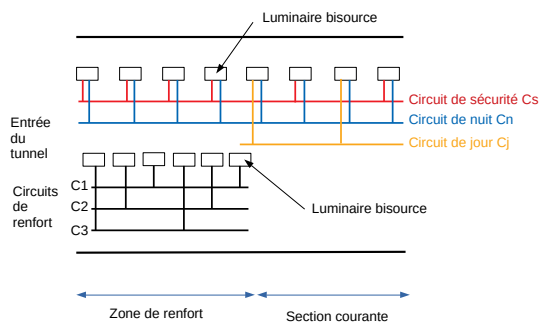 Luminaire bisource
Circuit de sécurité Cs
Circuit de nuit Cn
Circuit de jour Cj
Entrée
du
tunnel
Circuits
de
renfort
C1
C2
C3
Luminaire bisource
Zone de renfort
Section courante